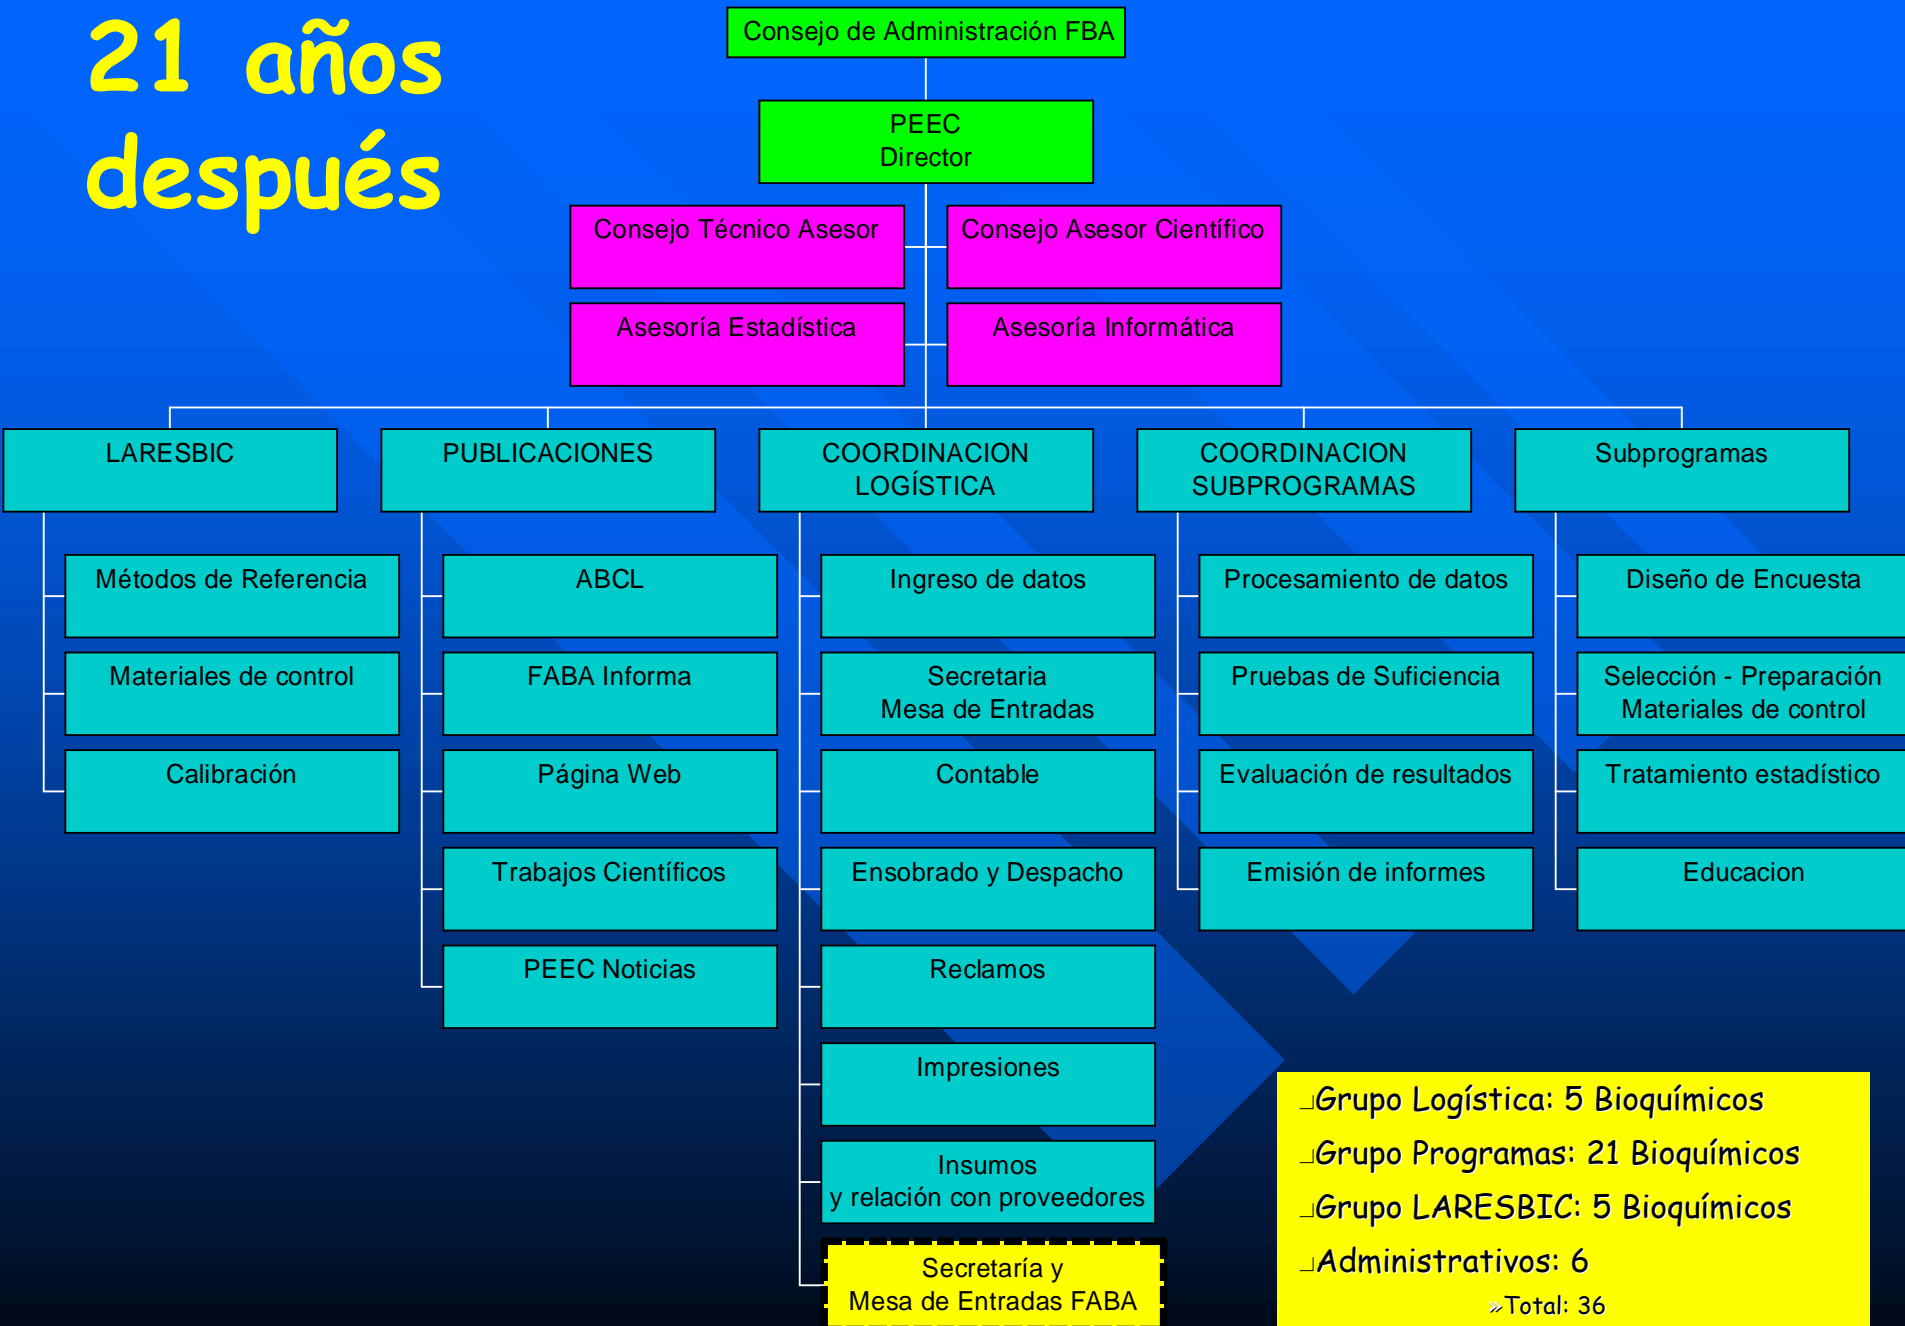 21 años
después
Consejo de Administración FBA
PEEC
Director
Consejo Técnico Asesor
Consejo Asesor Científico
Asesoría Estadística
Asesoría Informática
LARESBIC
Métodos de Referencia
Materiales de control
Calibración
PUBLICACIONES
ABCL
FABA Informa
Página Web
Trabajos Científicos
PEEC Noticias
COORDINACION
LOGÍSTICA
Ingreso de datos
Secretaria
Mesa de Entradas
Contable
Ensobrado y Despacho
Reclamos
Impresiones
Insumos
y relación con proveedores
Secretaría y
Mesa de Entradas FABA
COORDINACION
SUBPROGRAMAS
Procesamiento de datos
Pruebas de Suficiencia
Evaluación de resultados
Emisión de informes
Subprogramas
Diseño de Encuesta
Selección - Preparación
Materiales de control
Tratamiento estadístico
Educacion
Grupo Logística: 5 Bioquímicos
Grupo Programas: 21 Bioquímicos
Grupo LARESBIC: 5 Bioquímicos
Administrativos: 6
»Total: 36